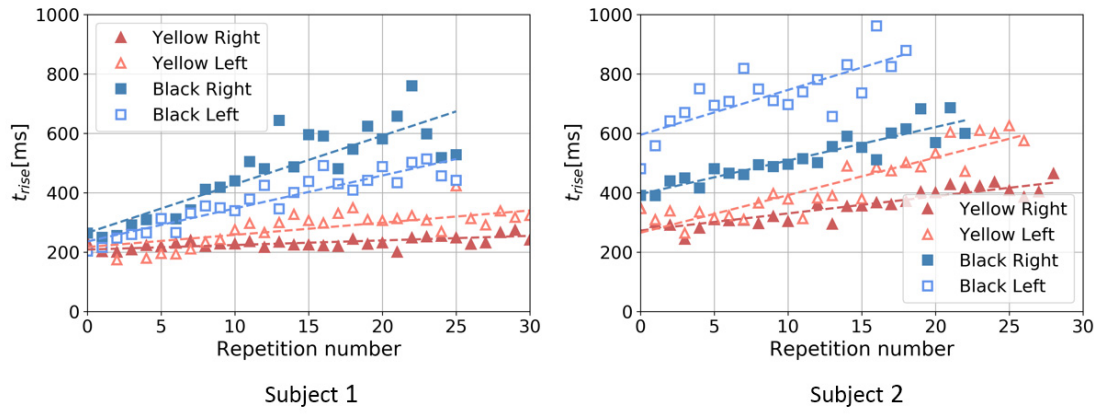 1000
800
600
400
200
0
t_rise[ms]
Yellow Right
Yellow Left
Black Right
Black Left
0 5 10 15 20 25 30
Repetition number
Subject 1
1000
800
600
400
200
0
t_rise[ms]
Yellow Right
Yellow Left
Black Right
Black Left
0 5 10 15 20 25 30
Repetition number
Subject 2